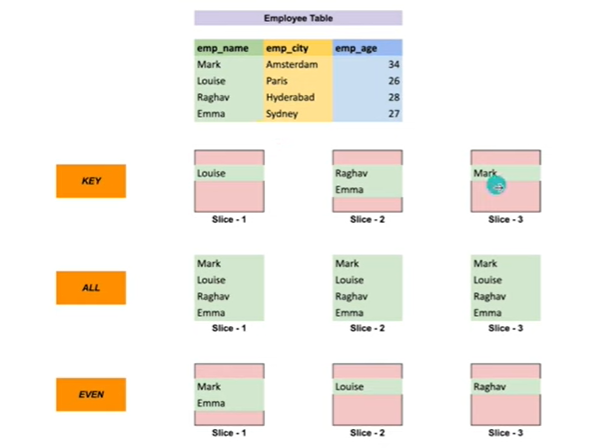 Employee Table
emp_name emp_city emp_age
Mark Amsterdam 34
Louise Paris 26
Raghav Hyderabad 28
Emma Sydney 27
KEY
Louise
Slice - 1
Raghav
Emma
Slice - 2
Mark
Slice - 3
ALL
Mark
Louise
Raghav
Emma
Slice - 1
Mark
Louise
Raghav
Emma
Slice - 2
Mark
Louise
Raghav
Emma
Slice - 3
EVEN
Mark
Emma
Slice - 1
Louise
Slice - 2
Raghav
Slice - 3